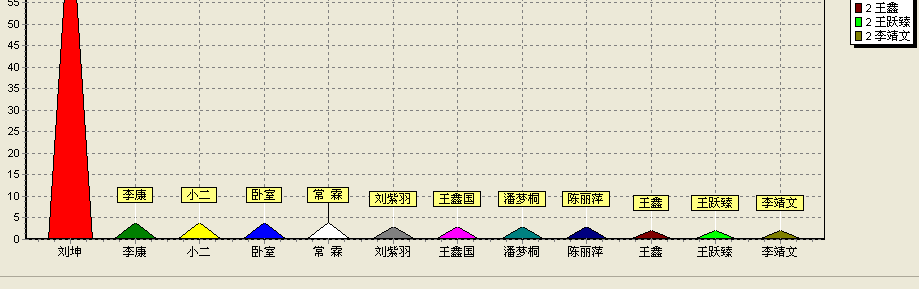 55
2 王鑫
50
2 王跃臻
45
2 李靖文
40
35
30
25
20
15
10
李康 小二 卧室 常 霖 刘紫羽 王鑫国 潘梦桐 陈丽萍 王鑫 王跃臻 李靖文
5
0
刘坤 李康 小二 卧室 常 霖 刘紫羽 王鑫国 潘梦桐 陈丽萍 王鑫 王跃臻 李靖文